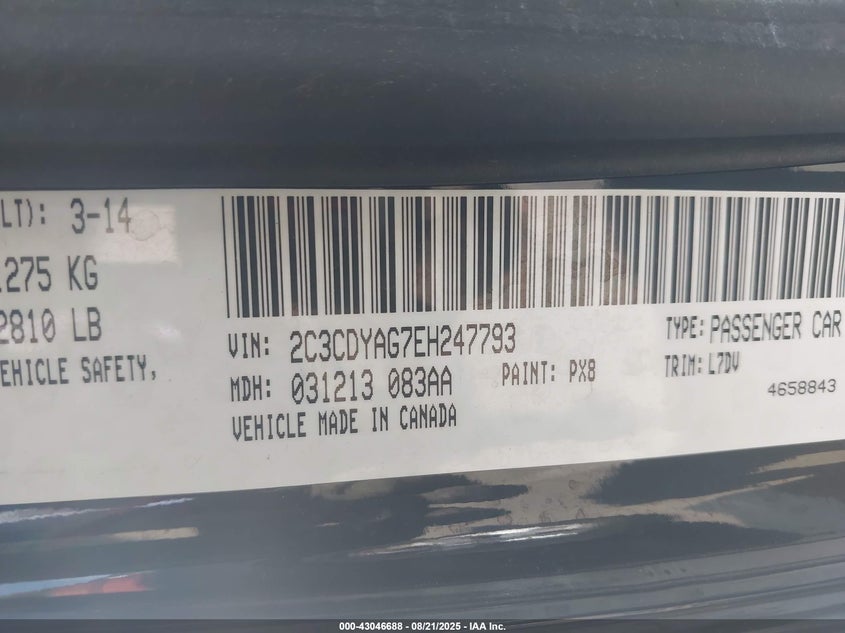 LT): 3-14
1275 KG
2810 LB
EHICLE SAFETY,
VIN: 2C3CDYAG7EH247793
MDH: 031213 083AA
PAINT: PX8
VEHICLE MADE IN CANADA
TYPE: PASSENGER CAR
TRIM: L7DV
4658843
000-43046688 - 08/21/2025 - IAA Inc.